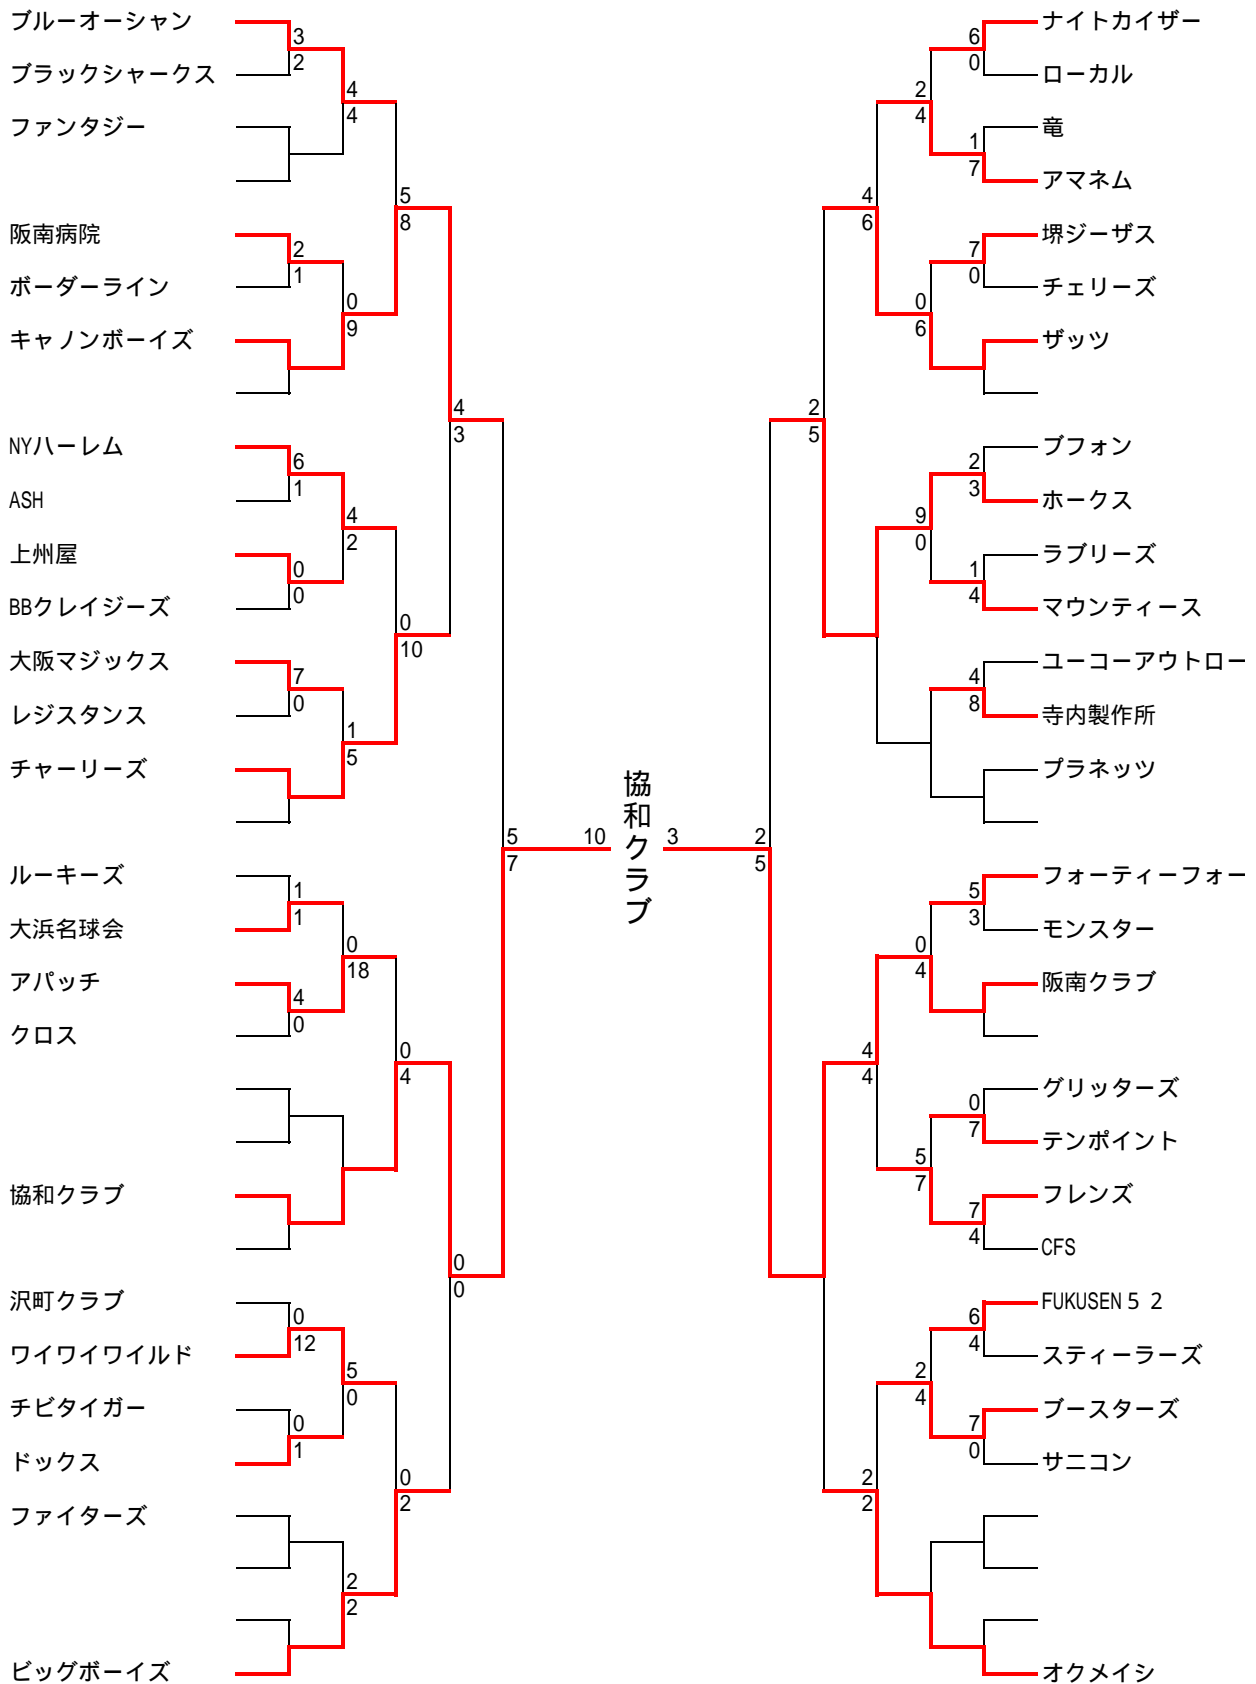 ブルーオーシャン
3
2
ブラックシャークス
4
4
ファンタジー
5
8
阪南病院
2
1
ボーダーライン
0
9
キャノンボーイズ
4
3
NYハーレム
6
1
ASH
4
2
上州屋
0
0
BBクレイジーズ
0
10
大阪マジックス
7
0
レジスタンス
1
5
チャーリーズ
5
7
ルーキーズ
1
1
大浜名球会
0
18
アパッチ
4
0
クロス
0
4
協和クラブ
0
0
沢町クラブ
0
12
ワイワイワイルド
5
0
チビタイガー
0
1
ドックス
0
2
ファイターズ
2
2
ビッグボーイズ
10
協和クラブ
3
ナイトカイザー
6
0
ローカル
2
4
竜
1
7
アマネム
4
6
堺ジーザス
7
0
チェリーズ
0
6
ザッツ
2
5
ブフォン
2
3
ホークス
9
0
ラブリーズ
1
4
マウンティース
ユーコーアウトロー
4
8
寺内製作所
プラネッツ
2
5
フォーティーフォー
5
3
モンスター
0
4
阪南クラブ
4
4
グリッターズ
0
7
テンポイント
5
7
フレンズ
7
4
CFS
FUKUSEN５２
6
4
スティーラーズ
2
4
ブースターズ
7
0
サニコン
2
2
オクメイシ